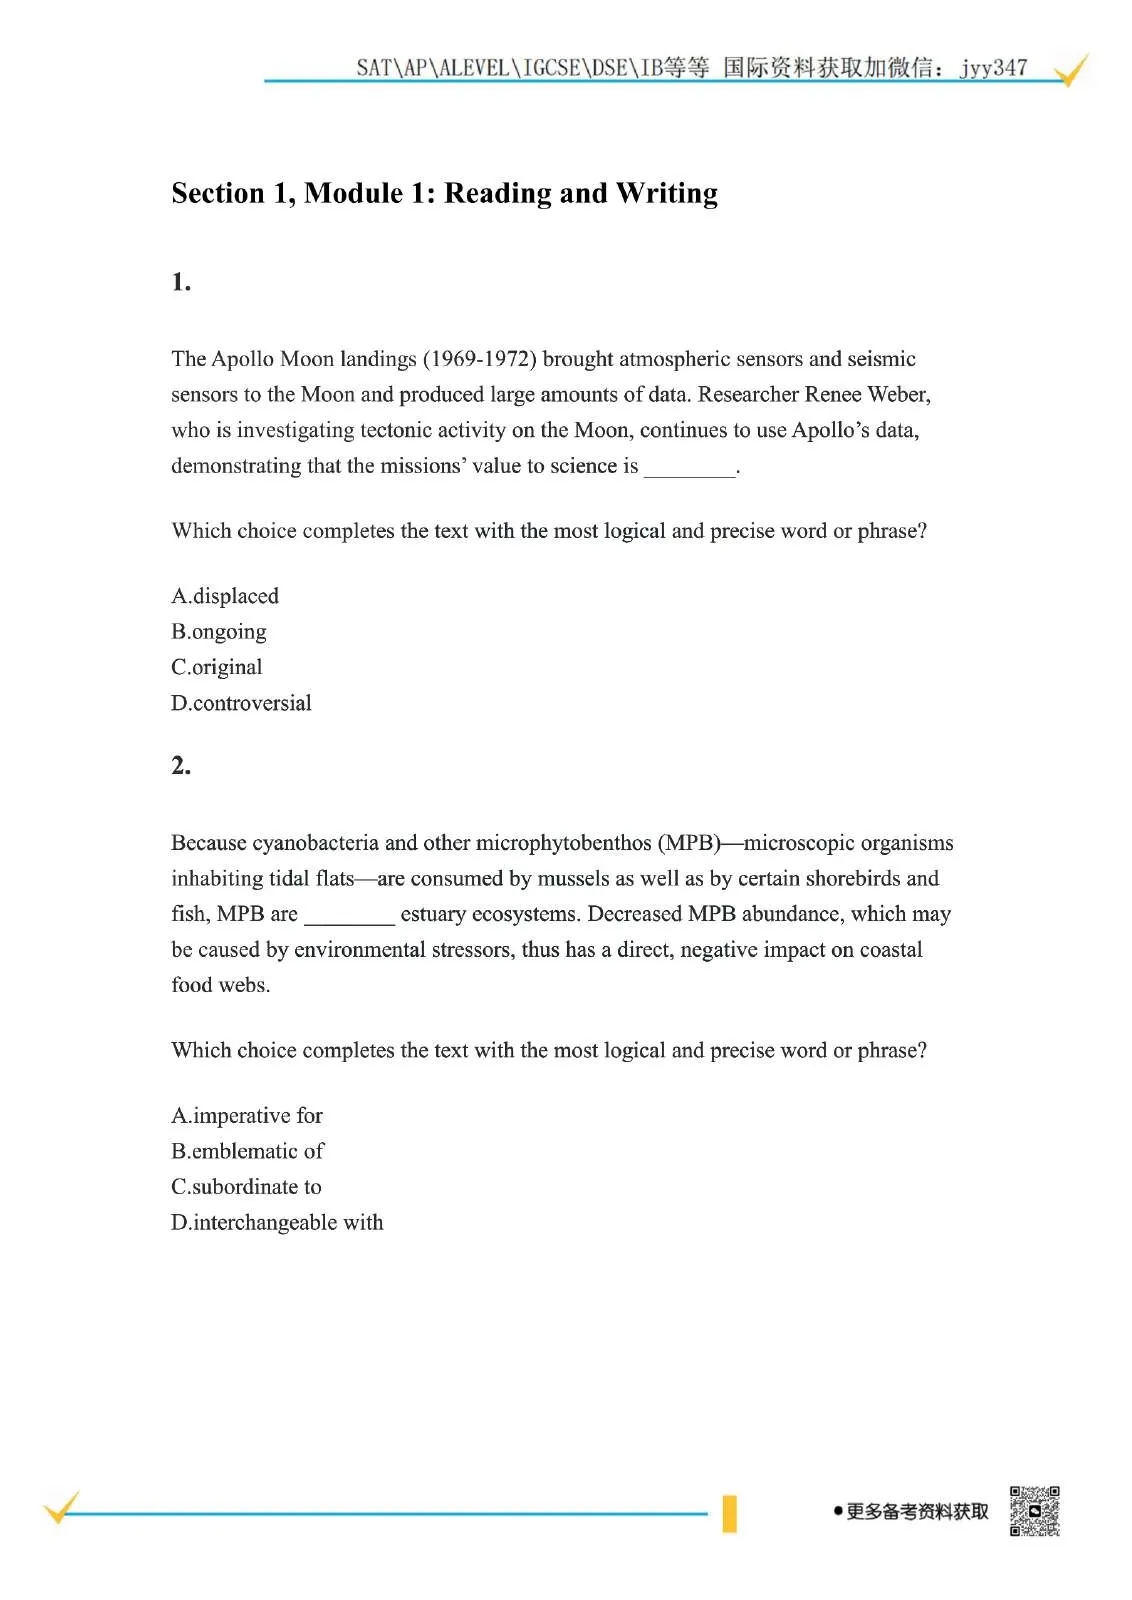 SAT\AP\ALEVEL\IGCSE\DSE\IB等等 国际资料获取加微信：jyy347
Section 1, Module 1: Reading and Writing
1.
The Apollo Moon landings (1969-1972) brought atmospheric sensors and seismic
sensors to the Moon and produced large amounts of data. Researcher Renee Weber,
who is investigating tectonic activity on the Moon, continues to use Apollo’s data,
demonstrating that the missions’ value to science is ________.
Which choice completes the text with the most logical and precise word or phrase?
A.displaced
B.ongoing
C.original
D.controversial
2.
Because cyanobacteria and other microphytobenthos (MPB)—microscopic organisms
inhabiting tidal flats—are consumed by mussels as well as by certain shorebirds and
fish, MPB are ________ estuary ecosystems. Decreased MPB abundance, which may
be caused by environmental stressors, thus has a direct, negative impact on coastal
food webs.
Which choice completes the text with the most logical and precise word or phrase?
A.imperative for
B.emblematic of
C.subordinate to
D.interchangeable with
●更多备考资料获取